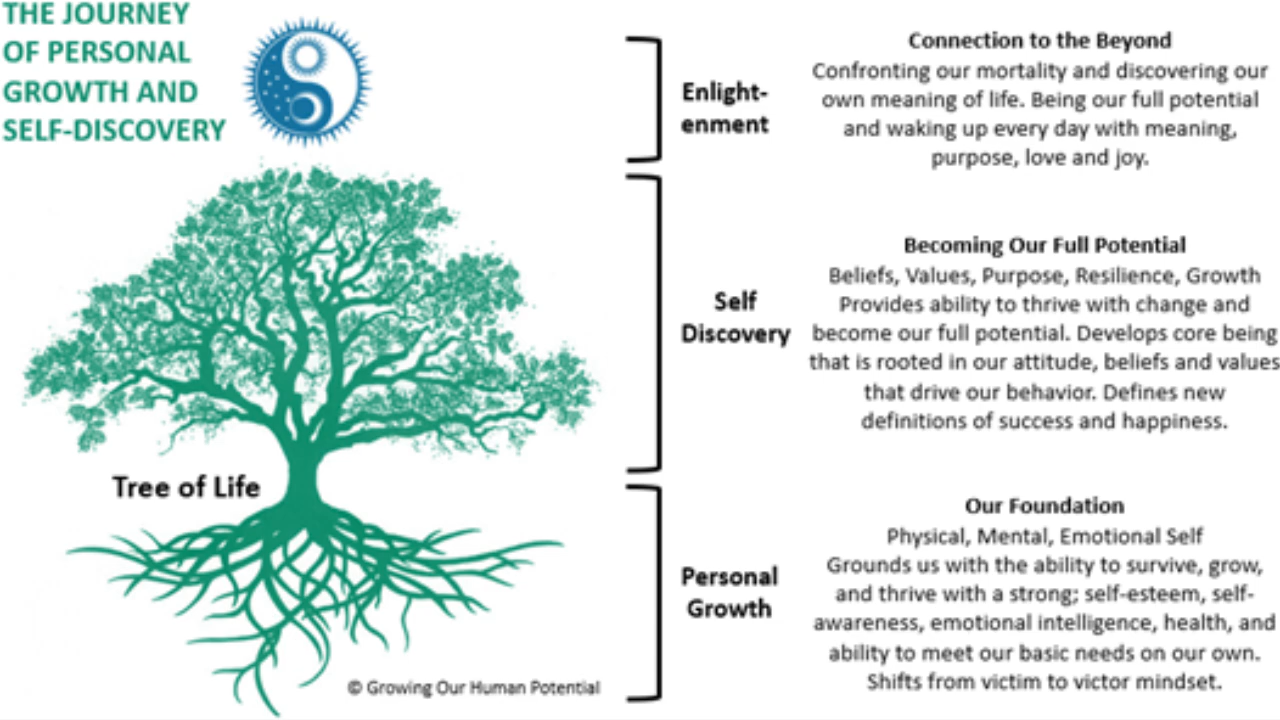 THE JOURNEY
OF PERSONAL
GROWTH AND
SELF-DISCOVERY
Enlight-
enment
Connection to the Beyond
Confronting our mortality and discovering our
own meaning of life. Being our full potential
and waking up every day with meaning,
purpose, love and joy.
Self
Discovery
Becoming Our Full Potential
Beliefs, Values, Purpose, Resilience, Growth
Provides ability to thrive with change and
become our full potential. Develops core being
that is rooted in our attitude, beliefs and values
that drive our behavior. Defines new
definitions of success and happiness.
Tree of Life
Personal
Growth
Our Foundation
Physical, Mental, Emotional Self
Grounds us with the ability to survive, grow,
and thrive with a strong; self-esteem, self-
awareness, emotional intelligence, health, and
ability to meet our basic needs on our own.
Shifts from victim to victor mindset.
© Growing Our Human Potential